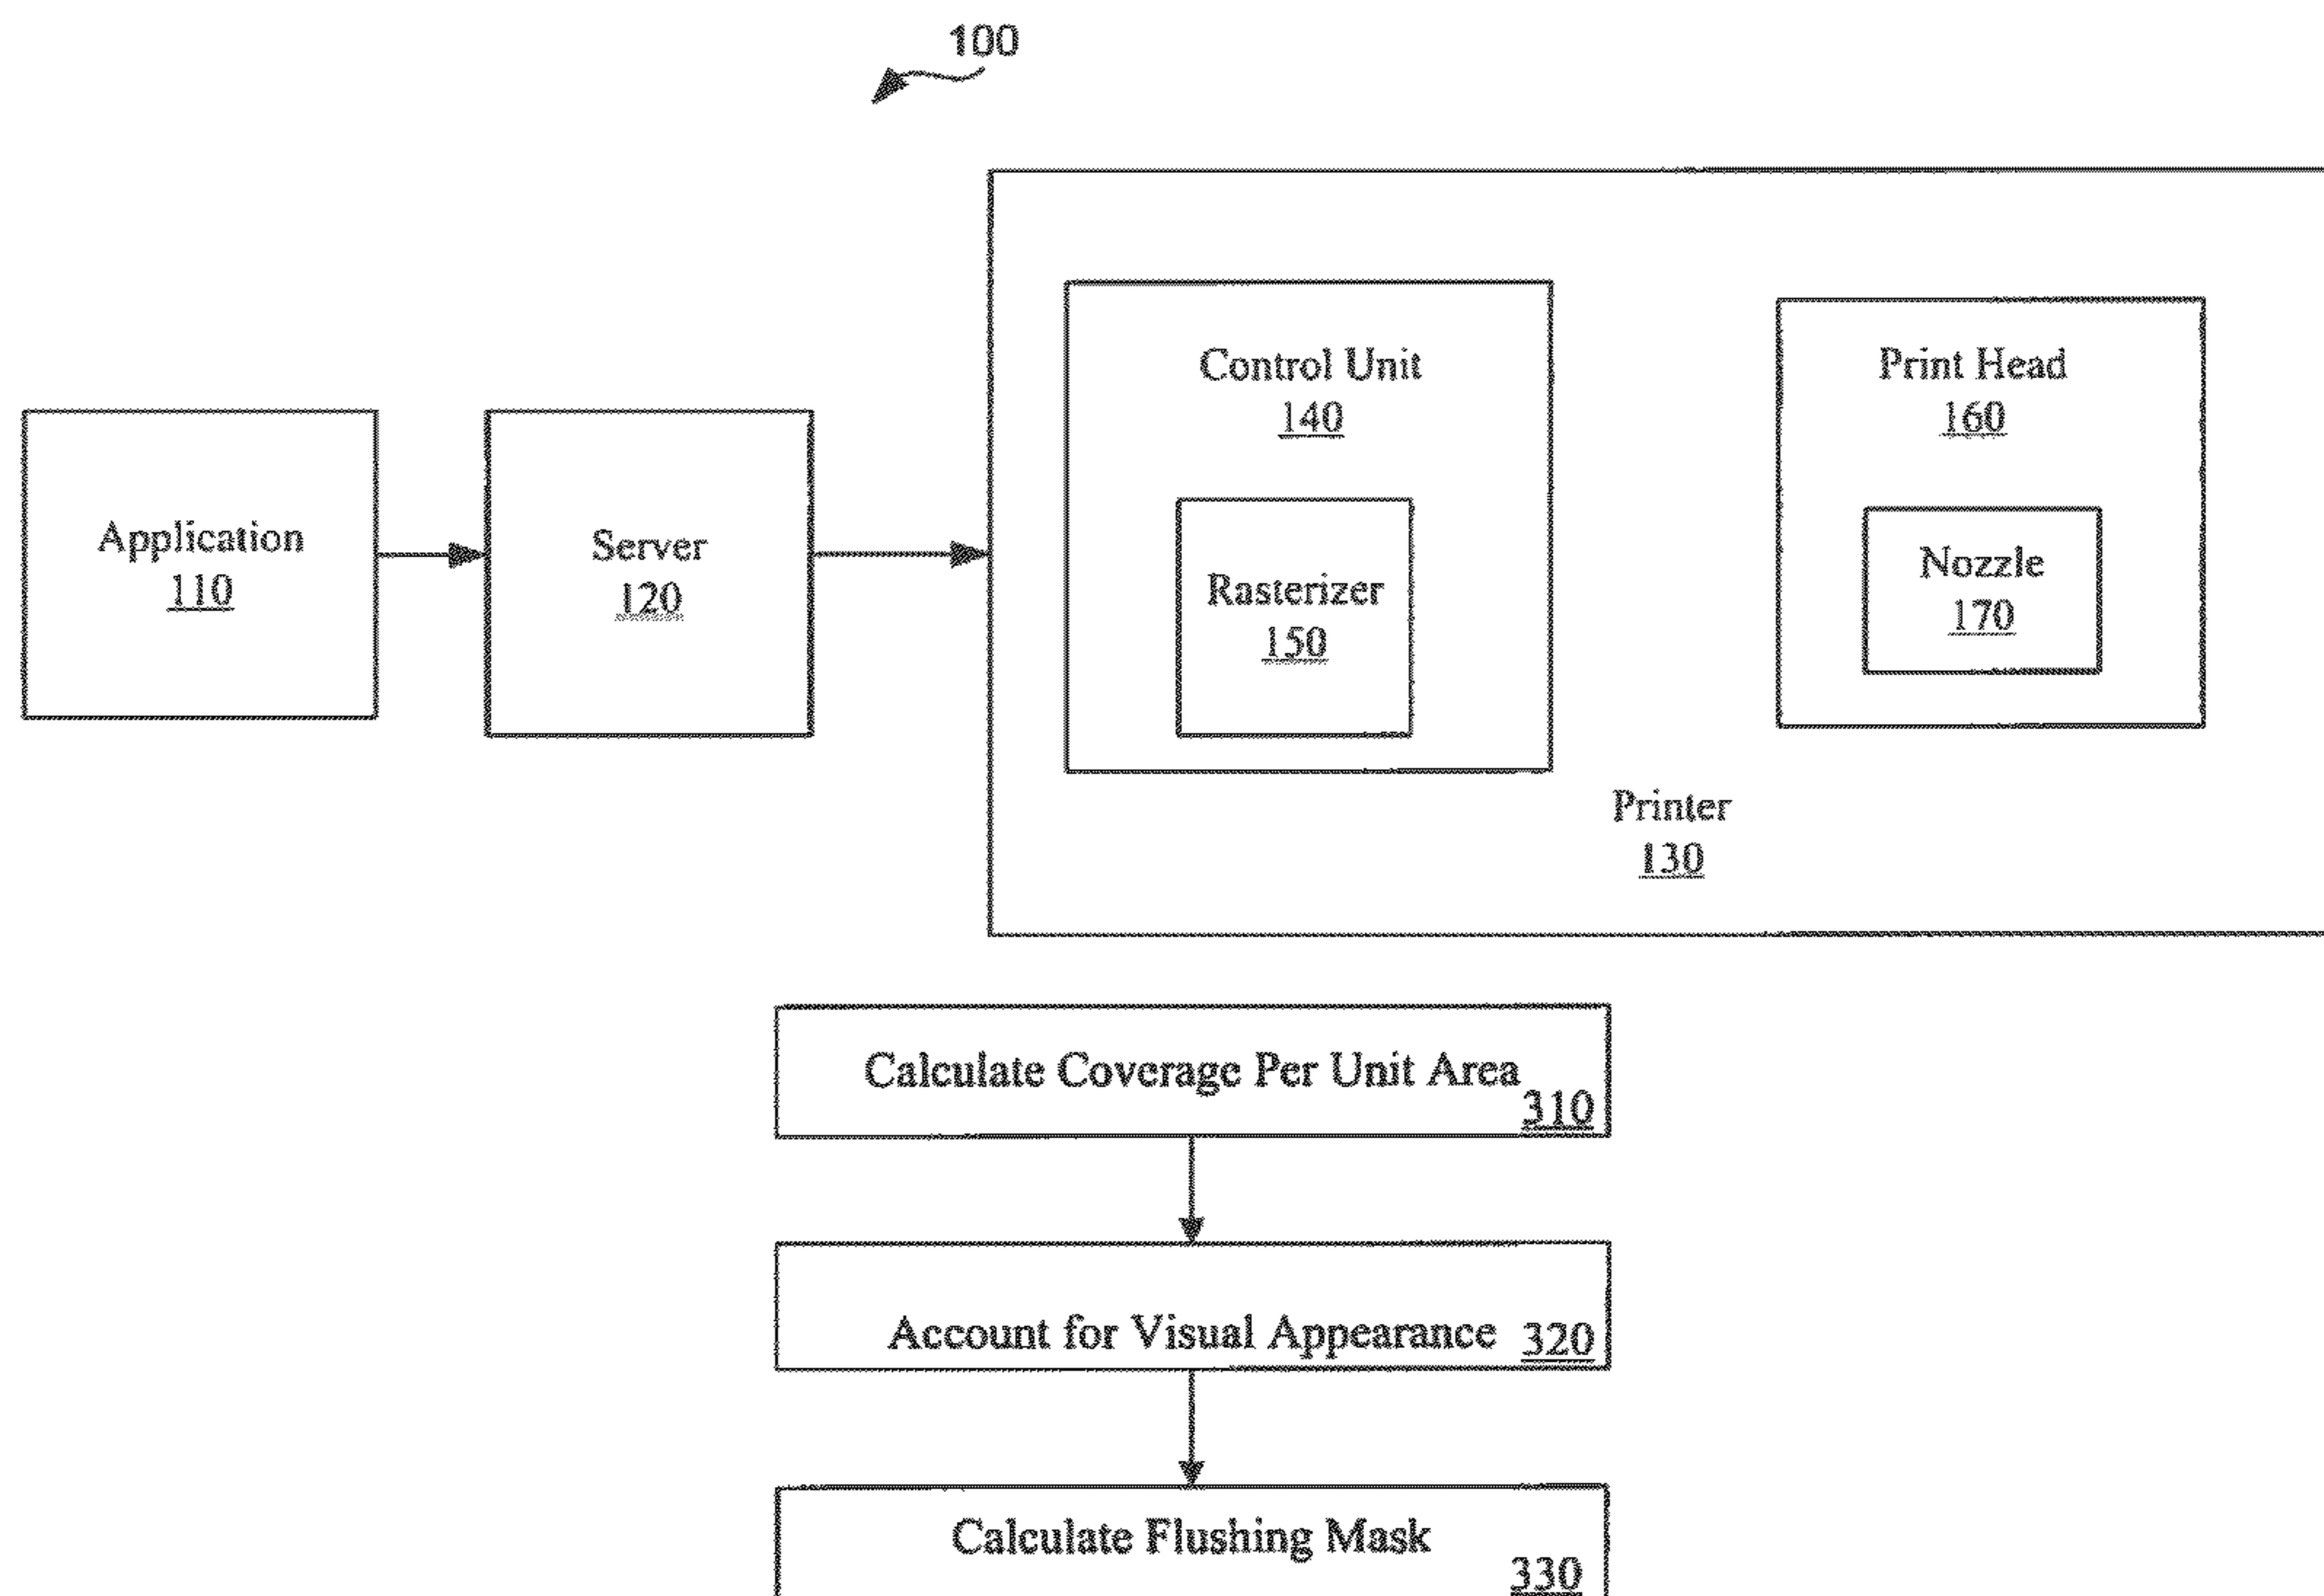 100
Control Unit
140
Print Head
160
Application
110
Server
120
Rasterizer
150
Nozzle
170
Printer
130
Calculate Coverage Per Unit Area
310
Account for Visual Appearance 320
Calculate Flushing Mask
330